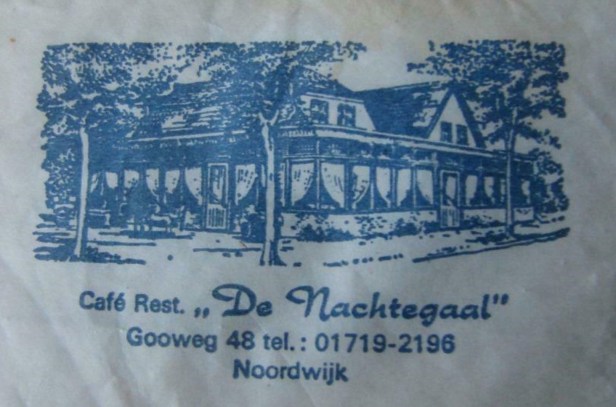 Café Rest. „De Nachtegaal"
Gooweg 48 tel.: 01719-2196
Noordwijk